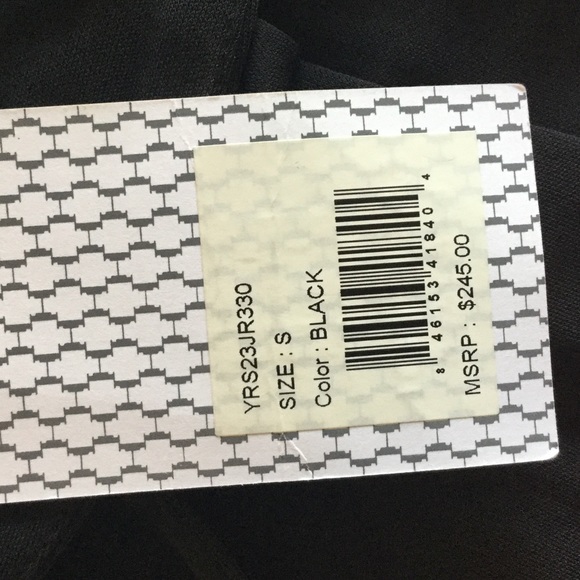 YRS23JR330
SIZE : S
Color : BLACK
8 46153 41840 4
MSRP : $245.00